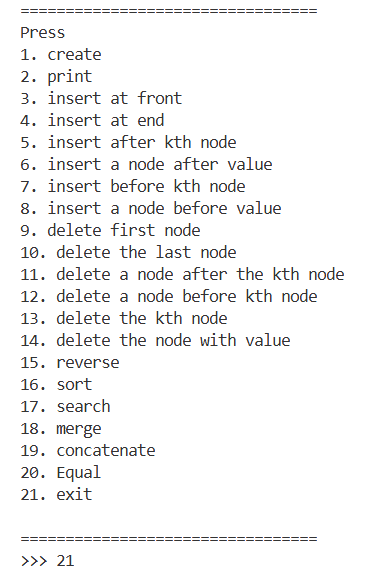 =================================
Press
1. create
2. print
3. insert at front
4. insert at end
5. insert after kth node
6. insert a node after value
7. insert before kth node
8. insert a node before value
9. delete first node
10. delete the last node
11. delete a node after the kth node
12. delete a node before kth node
13. delete the kth node
14. delete the node with value
15. reverse
16. sort
17. search
18. merge
19. concatenate
20. Equal
21. exit
=================================
>>> 21